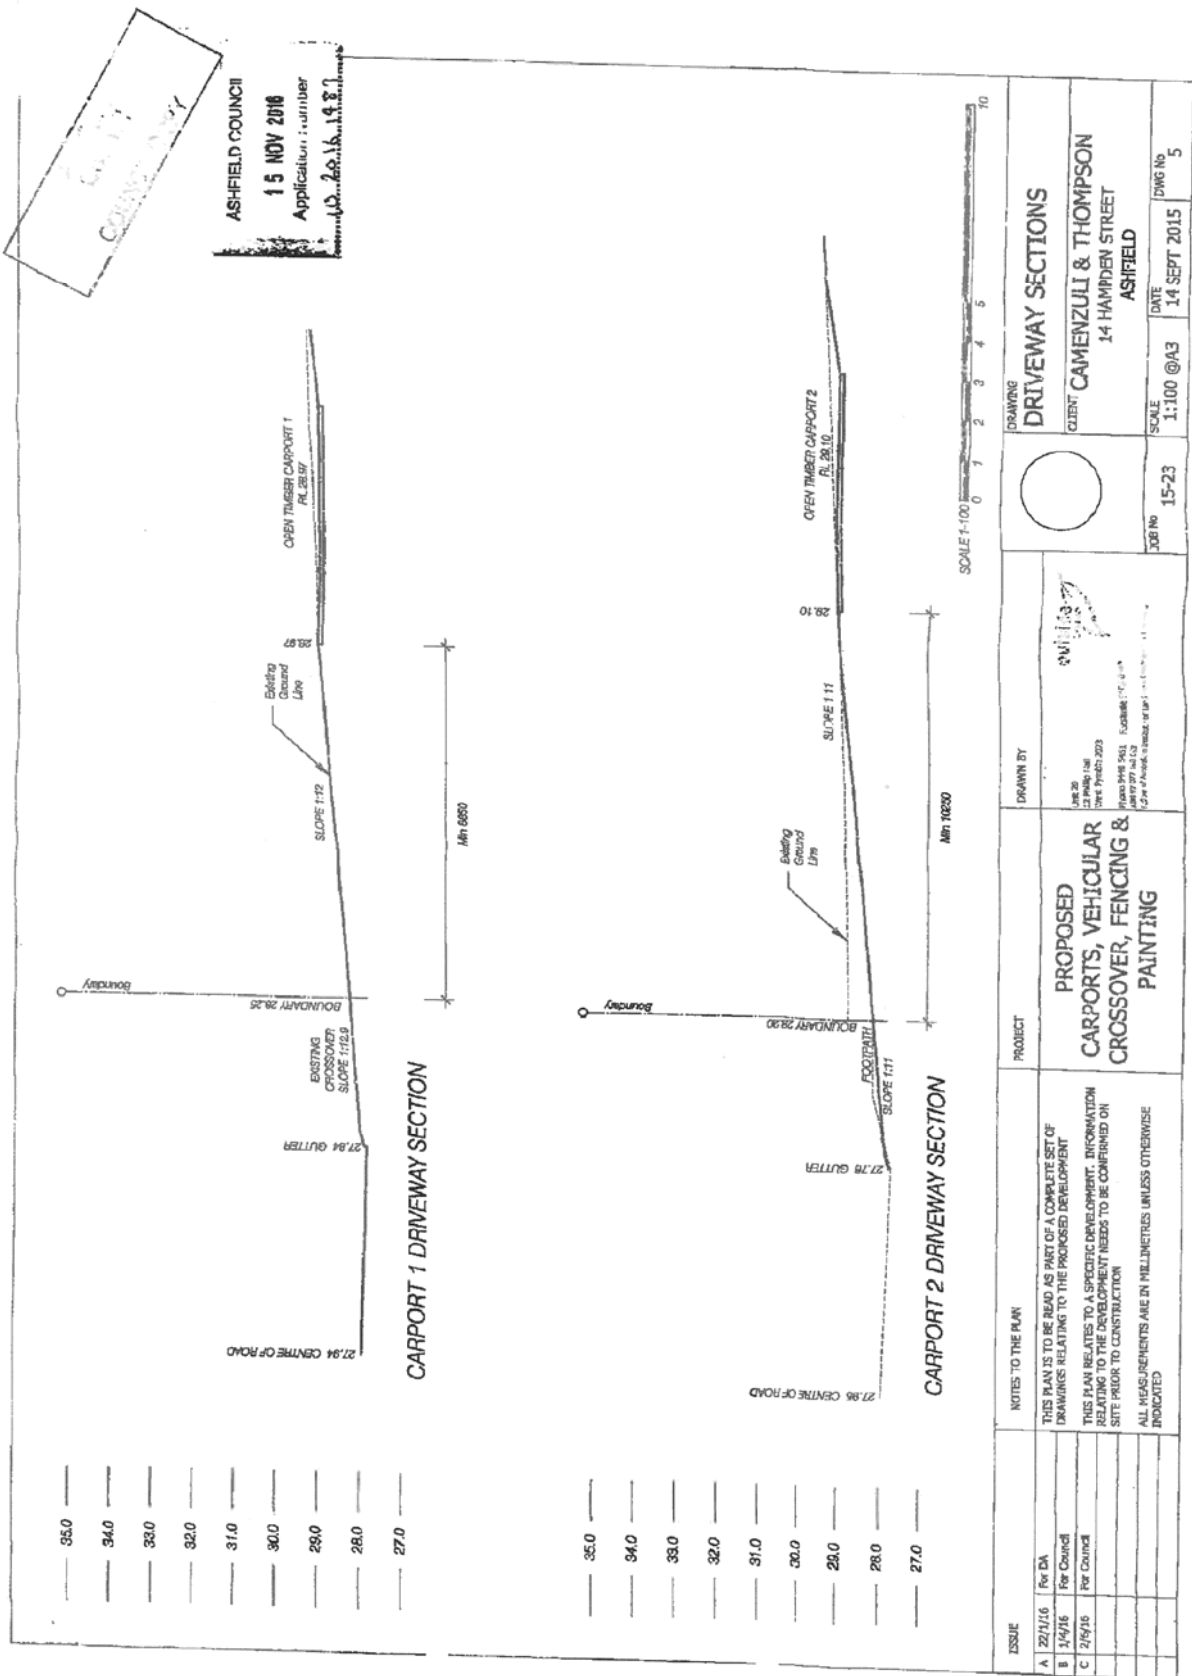 ASHFIELD COUNCIL
15 NOV 2016
Application Number
10.2016.148
35.0
34.0
33.0
32.0
31.0
30.0
29.0
28.0
27.0
27.94 CENTRE OF ROAD
27.84 GUTTER
EXISTING
CROSSOVER
SLOPE 1:12.9
BOUNDARY 28.25
Boundary
SLOPE 1:12
Existing
Ground
Line
28.97
OPEN TIMBER CARPORT 1
RL 28.97
Min 8650
CARPORT 1 DRIVEWAY SECTION
35.0
34.0
33.0
32.0
31.0
30.0
29.0
28.0
27.0
27.95 CENTRE OF ROAD
27.78 GUTTER
FOOTPATH
SLOPE 1:11
BOUNDARY
Boundary
Existing
Ground
Line
SLOPE 1:11
29.10
OPEN TIMBER CARPORT 2
RL 29.10
Min 10250
CARPORT 2 DRIVEWAY SECTION
SCALE 1-100
0 1 2 3 4 5 10
ISSUE
A 22/1/16 For DA
B 1/4/16 For Council
C 2/6/16 For Council
NOTES TO THE PLAN
THIS PLAN IS TO BE READ AS PART OF A COMPLETE SET OF
DRAWINGS RELATING TO THE PROPOSED DEVELOPMENT
THIS PLAN RELATES TO A SPECIFIC DEVELOPMENT. INFORMATION
RELATING TO THE DEVELOPMENT NEEDS TO BE CONFIRMED ON
SITE PRIOR TO CONSTRUCTION
ALL MEASUREMENTS ARE IN MILLIMETRES UNLESS OTHERWISE
INDICATED
PROJECT
PROPOSED
CARPORTS, VEHICULAR
CROSSOVER, FENCING &
PAINTING
DRAWN BY
Unit 20
JOB No
15-23
DRAWING
DRIVEWAY SECTIONS
CLIENT
CAMENZULI & THOMPSON
14 HAMPDEN STREET
ASHFIELD
SCALE
1:100 @A3
DATE
14 SEPT 2015
DWG No
5